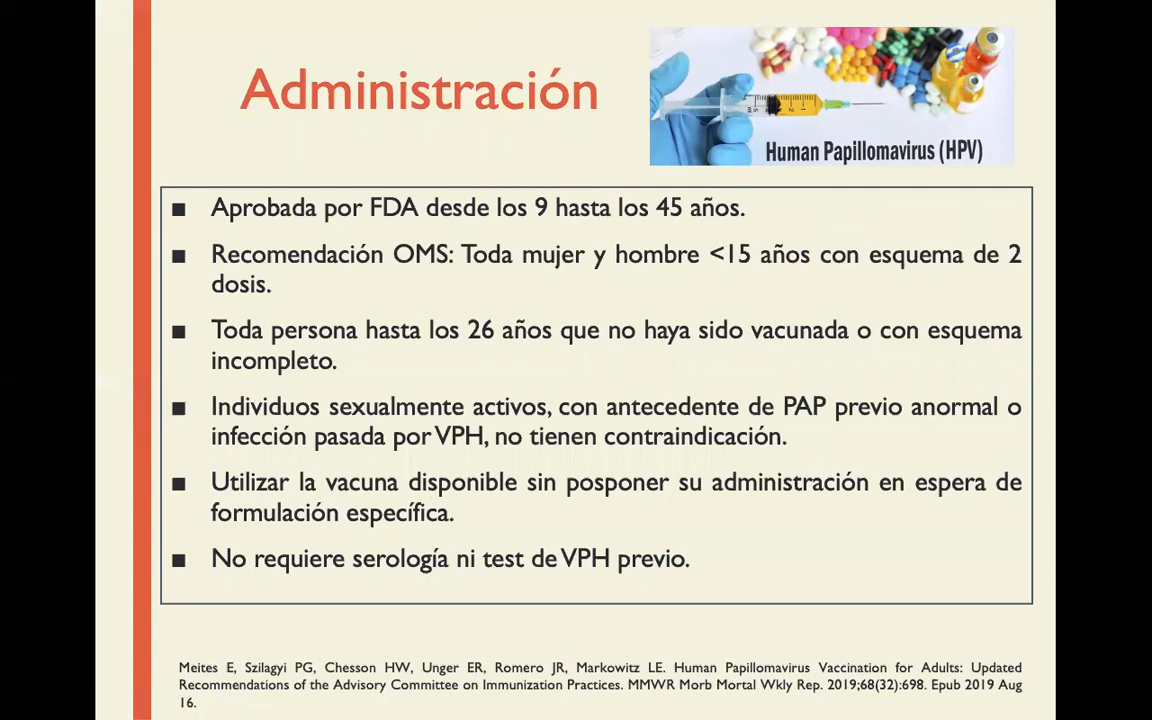 Administración
Human Papillomavirus (HPV)
▪ Aprobada por FDA desde los 9 hasta los 45 años.
▪ Recomendación OMS: Toda mujer y hombre <15 años con esquema de 2
dosis.
▪ Toda persona hasta los 26 años que no haya sido vacunada o con esquema
incompleto.
▪ Individuos sexualmente activos, con antecedente de PAP previo anormal o
infección pasada por VPH, no tienen contraindicación.
▪ Utilizar la vacuna disponible sin posponer su administración en espera de
formulación específica.
▪ No requiere serología ni test de VPH previo.
Meites E, Szilagyi PG, Chesson HW, Unger ER, Romero JR, Markowitz LE. Human Papillomavirus Vaccination for Adults: Updated
Recommendations of the Advisory Committee on Immunization Practices. MMWR Morb Mortal Wkly Rep. 2019;68(32):698. Epub 2019 Aug
16.